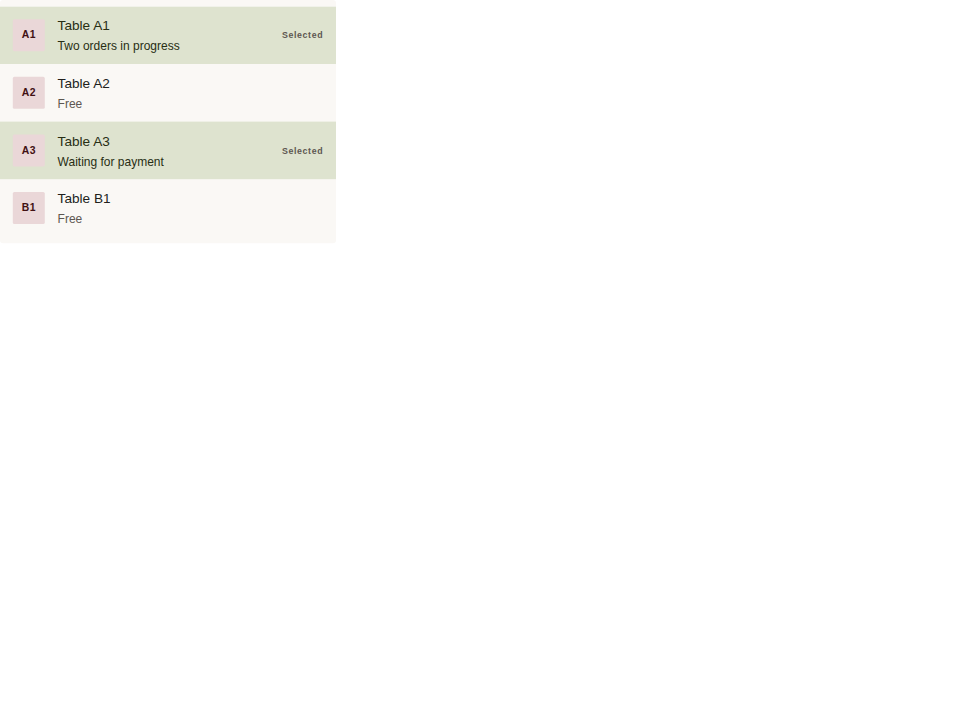 A1
Table A1
Two orders in progress
Selected
A2
Table A2
Free
A3
Table A3
Waiting for payment
Selected
B1
Table B1
Free